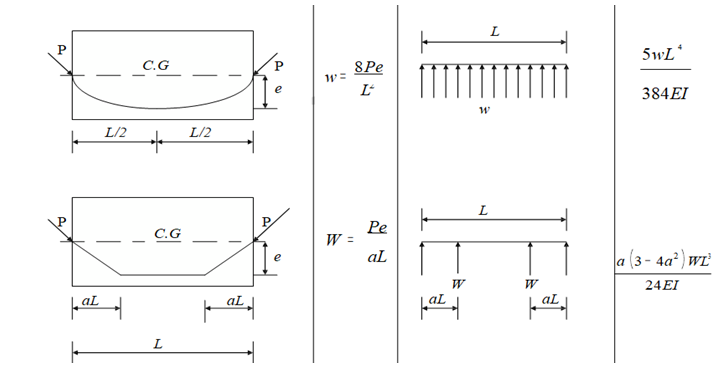 P
C.G
P
e
L/2
L/2
w = 8Pe / L²
L
w
5wL⁴ / 384EI
P
C.G
P
e
aL
aL
L
W = Pe / aL
L
W
W
aL
aL
a(3 - 4a²)WL³ / 24EI